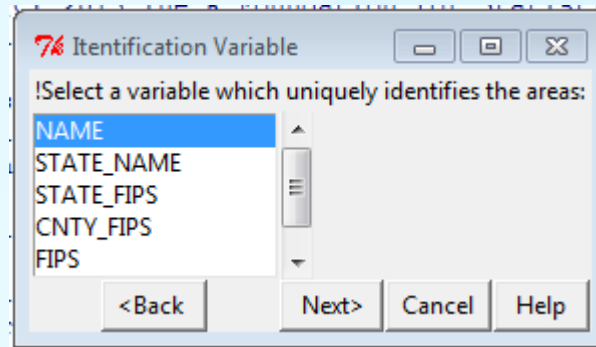 Itentification Variable
!Select a variable which uniquely identifies the areas:
NAME
STATE_NAME
STATE_FIPS
CNTY_FIPS
FIPS
<Back Next> Cancel Help